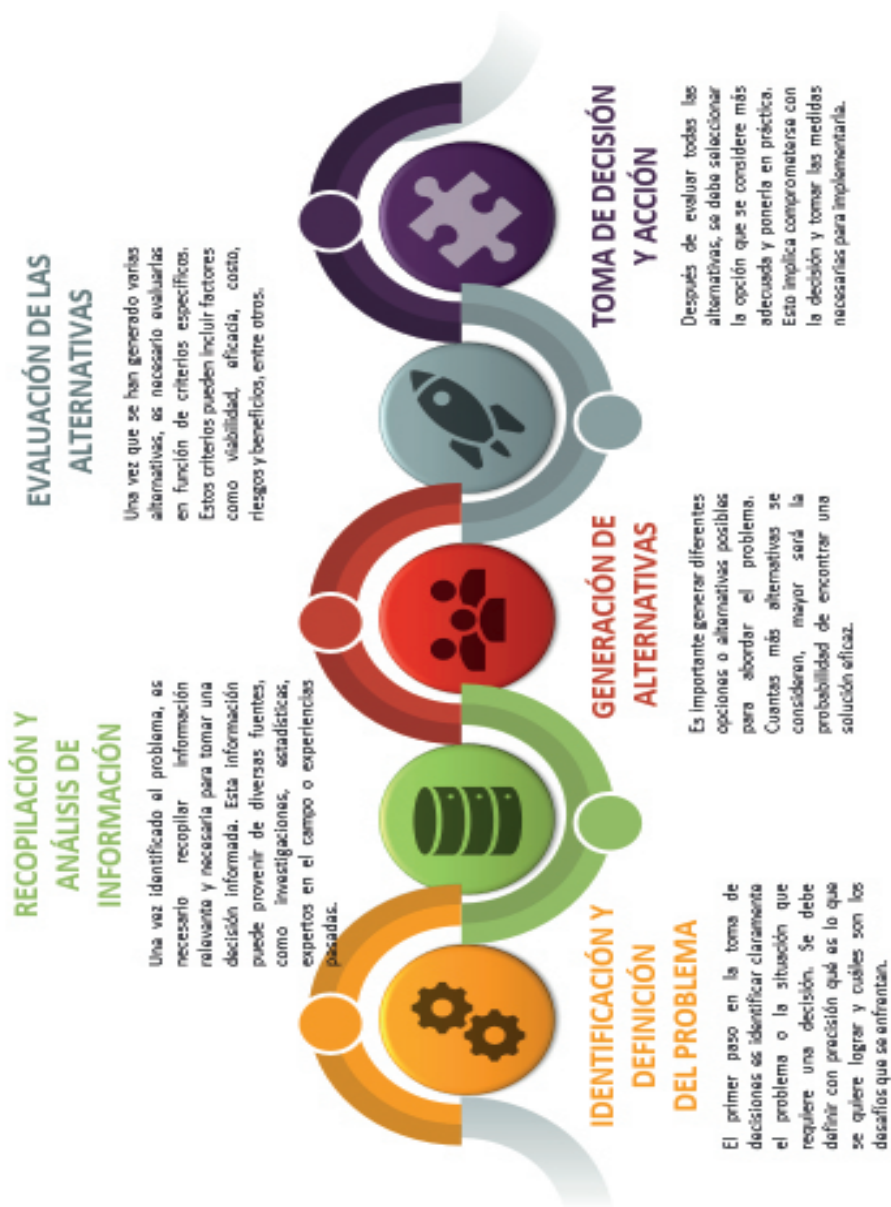 IDENTIFICACIÓN Y
DEFINICIÓN
DEL PROBLEMA
El primer paso en la toma de
decisiones es identificar claramente
el problema o la situación que
requiere una decisión. Se debe
definir con precisión qué es lo que
se quiere lograr y cuáles son los
desafíos que se enfrentan.
RECOPILACIÓN Y
ANÁLISIS DE
INFORMACIÓN
Una vez identificado el problema, es
necesario recopilar información
relevante y necesaria para tomar una
decisión informada. Esta información
puede provenir de diversas fuentes,
como investigaciones, estadísticas,
expertos en el campo o experiencias
pasadas.
GENERACIÓN DE
ALTERNATIVAS
Es importante generar diferentes
opciones o alternativas posibles
para abordar el problema.
Cuantas más alternativas se
consideren, mayor será la
probabilidad de encontrar una
solución eficaz.
EVALUACIÓN DE LAS
ALTERNATIVAS
Una vez que se han generado varias
alternativas, es necesario evaluarlas
en función de criterios específicos.
Estos criterios pueden incluir factores
como viabilidad, eficacia, costo,
riesgos y beneficios, entre otros.
TOMA DE DECISIÓN
Y ACCIÓN
Después de evaluar todas las
alternativas, se debe seleccionar
la opción que se considere más
adecuada y ponerla en práctica.
Esto implica comprometerse con
la decisión y tomar las medidas
necesarias para implementarla.